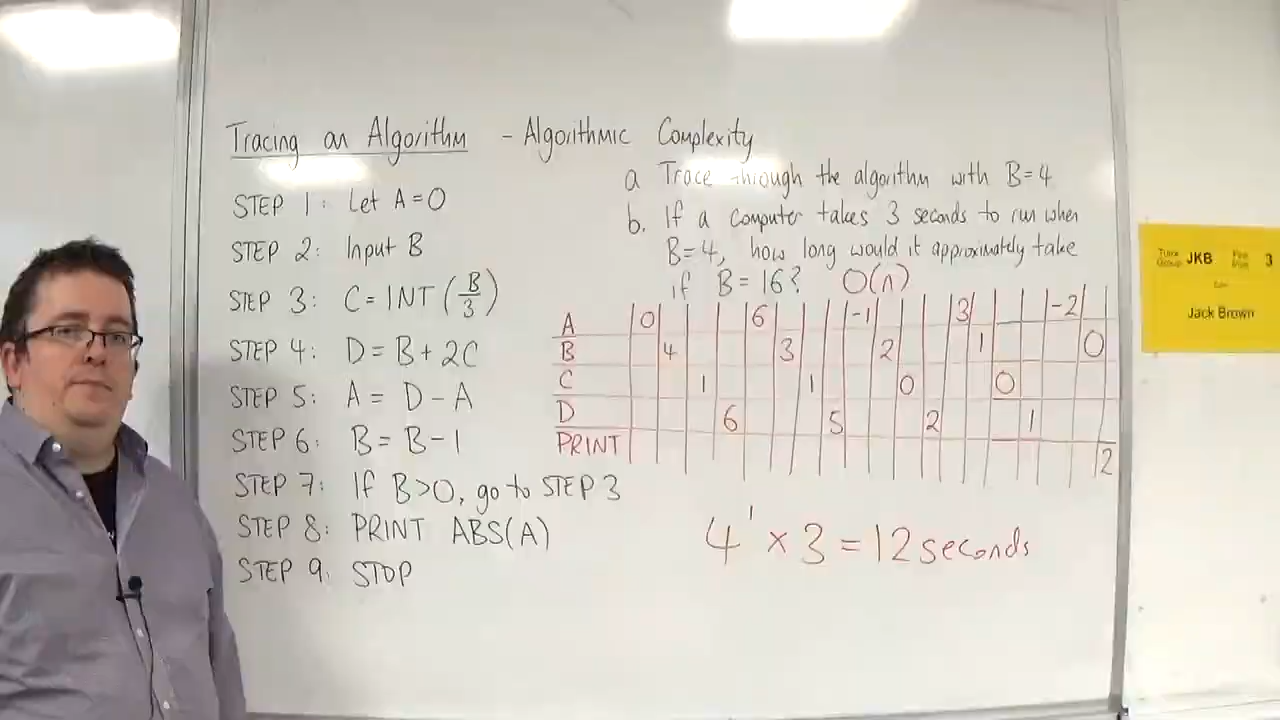 Tracing an Algorithm - Algorithmic Complexity
STEP 1: Let A=0
STEP 2: Input B
STEP 3: C = INT (B/3)
STEP 4: D = B + 2C
STEP 5: A = D - A
STEP 6: B = B - 1
STEP 7: If B>0, go to STEP 3
STEP 8: PRINT ABS(A)
STEP 9: STOP
a Trace through the algorithm with B=4
b. If a computer takes 3 seconds to run when
B=4, how long would it approximately take
if B = 16? O(n)
A 0 6 -1 3 -2
B 4 3 2 1 0
C 1 1 0 0
D 6 5 2 1
PRINT 2
4¹ × 3 = 12 seconds
JKB 3
Jack Brown